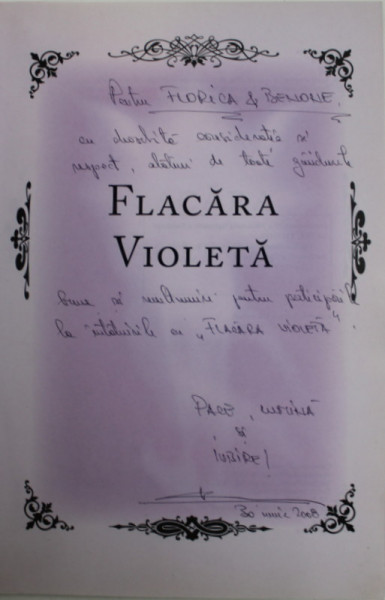 Pentru FLORICA & BENONE,
cu deosebită considerație și
respect, alături de toate gândurile
FLACĂRA
VIOLETĂ
bune și mulțumiri pentru participările
la întâlnirile cu "FLACĂRA VIOLETĂ".
PACE, LUMINĂ
și
IUBIRE!
30 iunie 2008